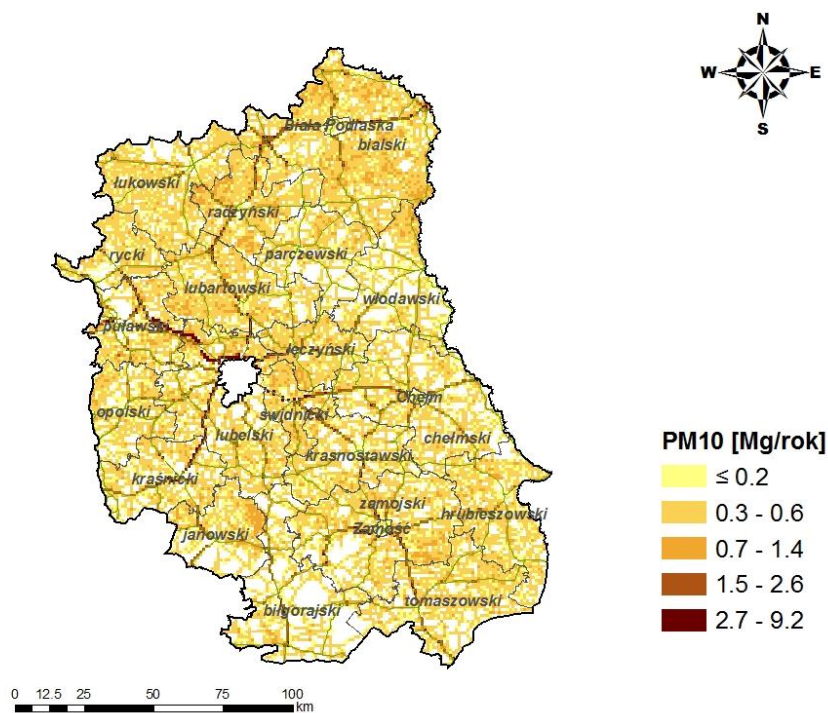 N
W E
S
Biała Podlaska
bialski
łukowski
radzyński
rycki
parczewski
lubartowski
włodawski
puławski
łęczyński
Chełm
opolski
świdnicki
lubelski
chełmski
krasnostawski
kraśnicki
zamojski
hrubieszowski
Zamość
janowski
tomaszowski
biłgorajski
PM10 [Mg/rok]
≤ 0.2
0.3 - 0.6
0.7 - 1.4
1.5 - 2.6
2.7 - 9.2
0 12.5 25 50 75 100
km